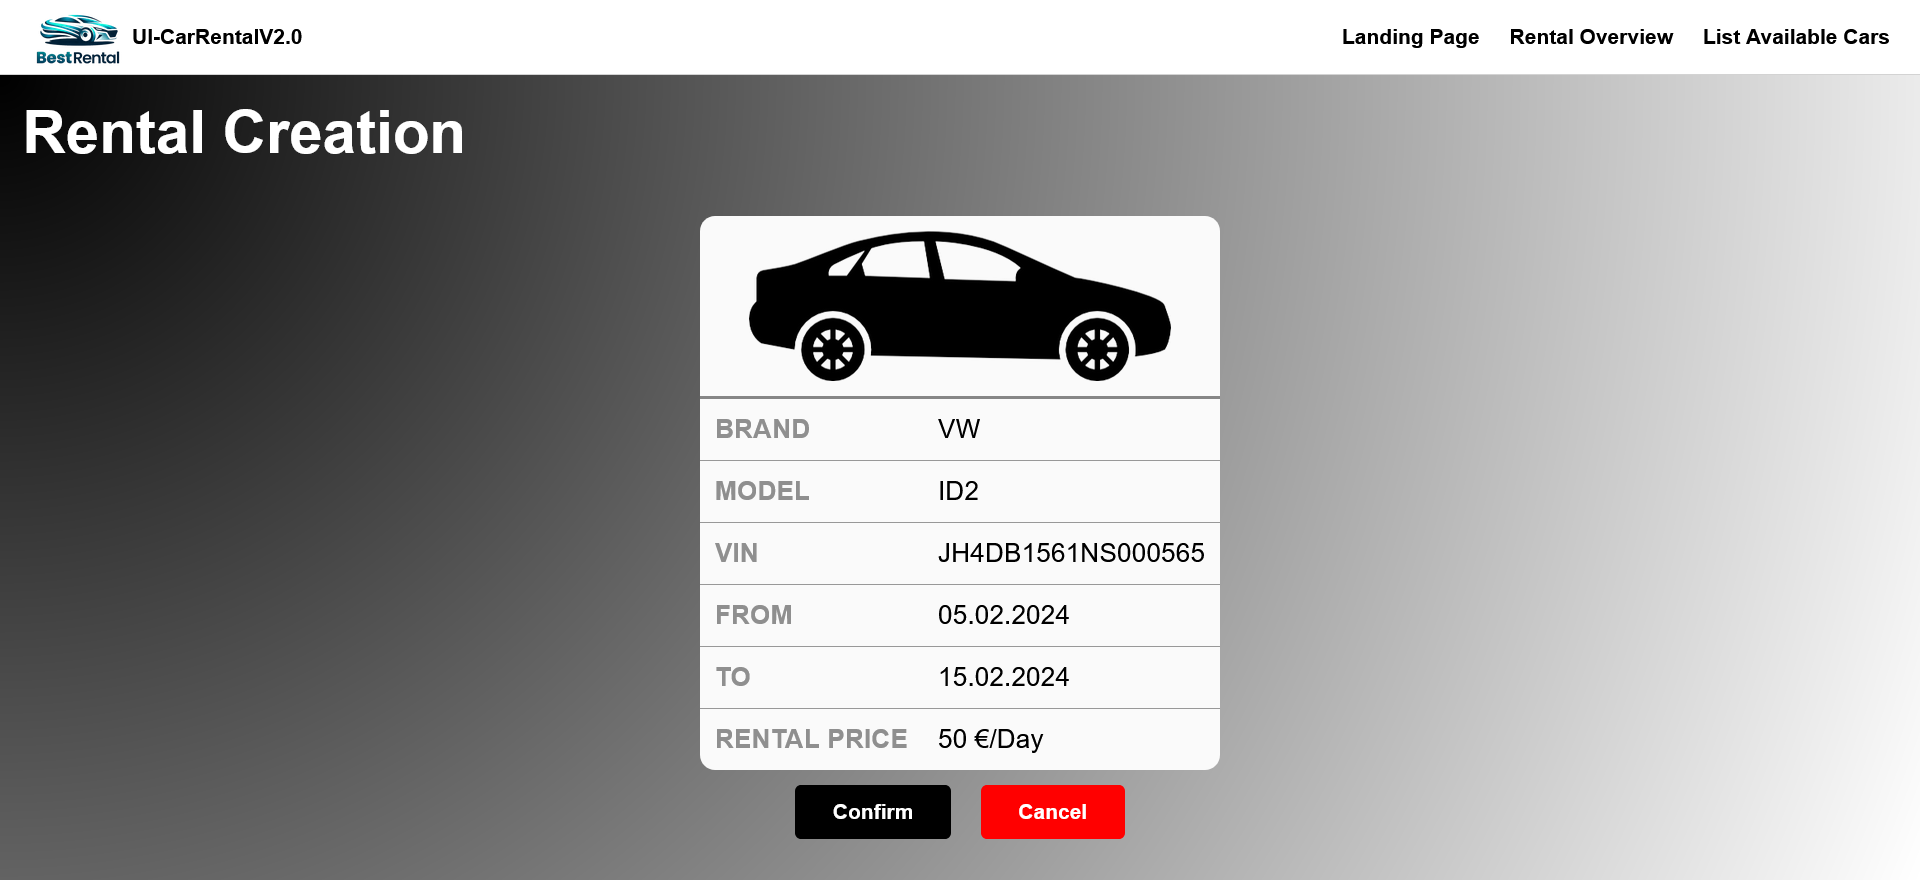 BestRental
UI-CarRentalV2.0
Landing Page
Rental Overview
List Available Cars
Rental Creation
BRAND VW
MODEL ID2
VIN JH4DB1561NS000565
FROM 05.02.2024
TO 15.02.2024
RENTAL PRICE 50 €/Day
Confirm
Cancel